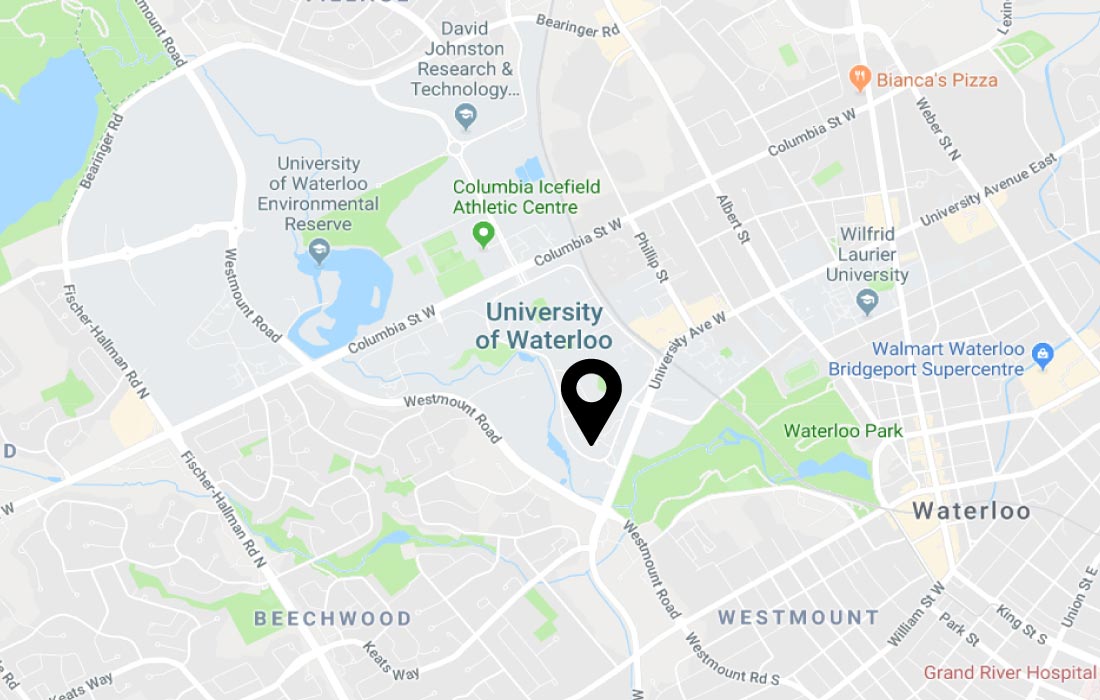 VILLAGE
Bearinger Rd
Lexin
mount Road
David
Johnston
Research &
Technology...
Bianca's Pizza
Columbia St W
Weber St N
Bearinger Rd
University
of Waterloo
Environmental
Reserve
Columbia Icefield
Athletic Centre
University Avenue East
Albert St
Columbia St W
Phillip St
Wilfrid
Laurier
University
Westmount Road
Fischer-Hallman Rd N
University
of Waterloo
Columbia St W
University Ave W
Walmart Waterloo
Bridgeport Supercentre
Westmount Road
Waterloo Park
D
W
Fischer-Hallman Rd N
Waterloo
Westmount Road
BEECHWOOD
WESTMOUNT
William St W
Park St
King St S
Union St E
Keats Way
Westmount Rd S
Grand River Hospital
Keats Way
le Rd
W